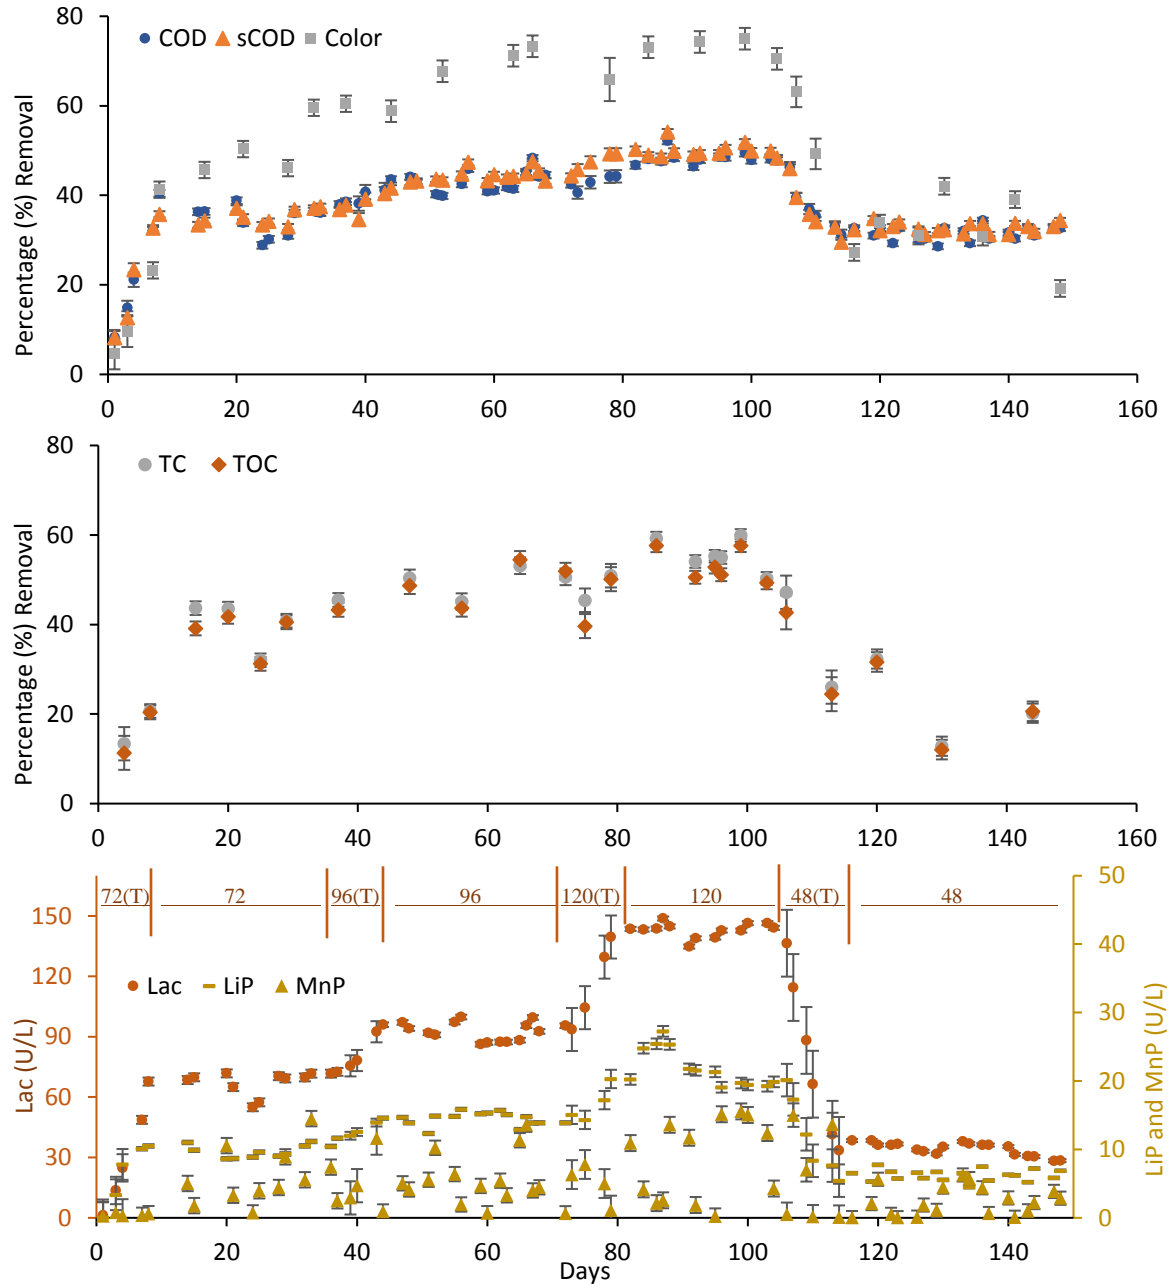 80
COD sCOD Color
60
40
20
0
Percentage (%) Removal
0 20 40 60 80 100 120 140 160
80
TC TOC
60
40
20
0
Percentage (%) Removal
0 20 40 60 80 100 120 140 160
72(T) 72 96(T) 96 120(T) 120 48(T) 48
150
120
90
60
30
0
Lac (U/L)
Lac LiP MnP
50
40
30
20
10
0
LiP and MnP (U/L)
0 20 40 60 80 100 120 140
Days